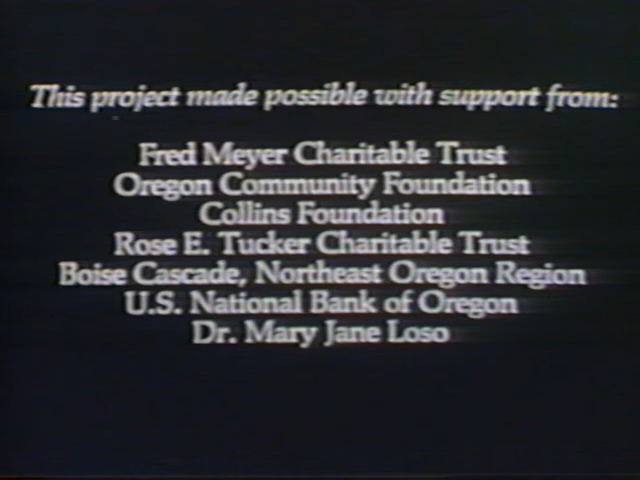 This project made possible with support from:
Fred Meyer Charitable Trust
Oregon Community Foundation
Collins Foundation
Rose E. Tucker Charitable Trust
Boise Cascade, Northeast Oregon Region
U.S. National Bank of Oregon
Dr. Mary Jane Loso